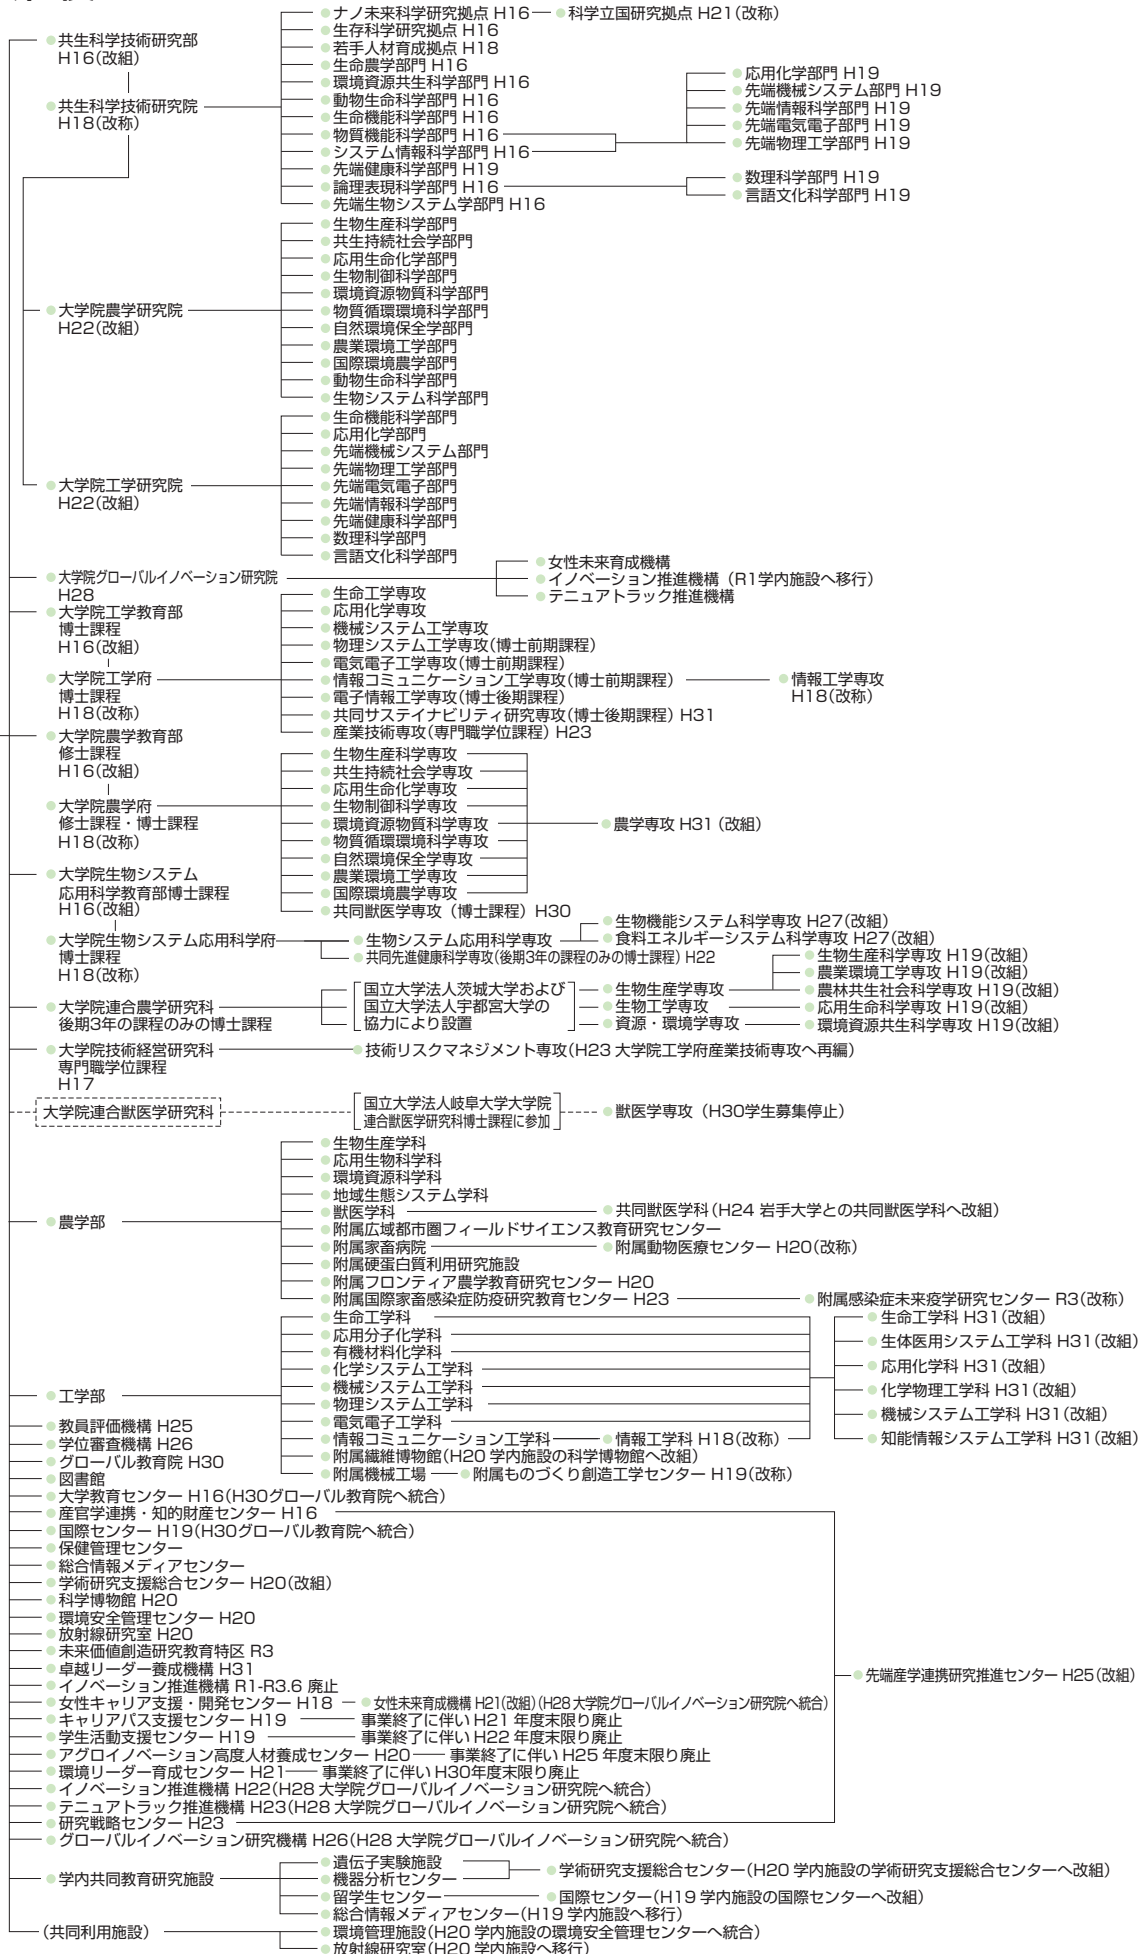 ナノ未来科学研究拠点 H16 科学立国研究拠点 H21(改称)
生存科学研究拠点 H16
若手人材育成拠点 H18
生命農学部門 H16
環境資源共生科学部門 H16
動物生命科学部門 H16
生命機能科学部門 H16
物質機能科学部門 H16
システム情報科学部門 H16
先端健康科学部門 H19
論理表現科学部門 H16
先端生物システム学部門 H16
共生科学技術研究部
H16(改組)
共生科学技術研究院
H18(改称)
応用化学部門 H19
先端機械システム部門 H19
先端情報科学部門 H19
先端電気電子部門 H19
先端物理工学部門 H19
数理科学部門 H19
言語文化科学部門 H19
大学院農学研究院
H22(改組)
生物生産科学部門
共生持続社会学部門
応用生命化学部門
生物制御科学部門
環境資源物質科学部門
物質循環環境科学部門
自然環境保全学部門
農業環境工学部門
国際環境農学部門
動物生命科学部門
生物システム科学部門
大学院工学研究院
H22(改組)
生命機能科学部門
応用化学部門
先端機械システム部門
先端物理工学部門
先端電気電子部門
先端情報科学部門
先端健康科学部門
数理科学部門
言語文化科学部門
大学院グローバルイノベーション研究院
H28
女性未来育成機構
イノベーション推進機構（R1学内施設へ移行）
テニュアトラック推進機構
大学院工学教育部
博士課程
H16(改組)
大学院工学府
博士課程
H18(改称)
生命工学専攻
応用化学専攻
機械システム工学専攻
物理システム工学専攻(博士前期課程)
電気電子工学専攻(博士前期課程)
情報コミュニケーション工学専攻(博士前期課程) 情報工学専攻
H18(改称)
電子情報工学専攻(博士後期課程)
共同サステイナビリティ研究専攻(博士後期課程) H31
産業技術専攻(専門職学位課程) H23
大学院農学教育部
修士課程
H16(改組)
大学院農学府
修士課程・博士課程
H18(改称)
生物生産科学専攻
共生持続社会学専攻
応用生命化学専攻
生物制御科学専攻
環境資源物質科学専攻
物質循環環境科学専攻
自然環境保全学専攻
農業環境工学専攻
国際環境農学専攻
共同獣医学専攻（博士課程）H30
農学専攻 H31 (改組)
大学院生物システム
応用科学教育部博士課程
H16(改組)
大学院生物システム応用科学府
博士課程
H18(改称)
生物システム応用科学専攻
共同先進健康科学専攻(後期3年の課程のみの博士課程) H22
生物機能システム科学専攻 H27(改組)
食料エネルギーシステム科学専攻 H27(改組)
大学院連合農学研究科
後期3年の課程のみの博士課程
国立大学法人茨城大学および
国立大学法人宇都宮大学の
協力により設置
生物生産学専攻
生物工学専攻
資源・環境学専攻
生物生産科学専攻 H19(改組)
農業環境工学専攻 H19(改組)
農林共生社会科学専攻 H19(改組)
応用生命科学専攻 H19(改組)
環境資源共生科学専攻 H19(改組)
大学院技術経営研究科
専門職学位課程
H17
技術リスクマネジメント専攻(H23 大学院工学府産業技術専攻へ再編)
大学院連合獣医学研究科
国立大学法人岐阜大学大学院
連合獣医学研究科博士課程に参加
獣医学専攻（H30学生募集停止）
農学部
生物生産学科
応用生物科学科
環境資源科学科
地域生態システム学科
獣医学科 共同獣医学科(H24 岩手大学との共同獣医学科へ改組)
附属広域都市圏フィールドサイエンス教育研究センター
附属家畜病院 附属動物医療センター H20(改称)
附属硬蛋白質利用研究施設
附属フロンティア農学教育研究センター H20
附属国際家畜感染症防疫研究教育センター H23 附属感染症未来疫学研究センター R3(改称)
工学部
生命工学科
応用分子化学科
有機材料化学科
化学システム工学科
機械システム工学科
物理システム工学科
電気電子工学科
情報コミュニケーション工学科 情報工学科 H18(改称)
附属繊維博物館(H20 学内施設の科学博物館へ改組)
附属機械工場 附属ものづくり創造工学センター H19(改称)
生命工学科 H31(改組)
生体医用システム工学科 H31(改組)
応用化学科 H31(改組)
化学物理工学科 H31(改組)
機械システム工学科 H31(改組)
知能情報システム工学科 H31(改組)
教員評価機構 H25
学位審査機構 H26
グローバル教育院 H30
図書館
大学教育センター H16(H30グローバル教育院へ統合)
産官学連携・知的財産センター H16
国際センター H19(H30グローバル教育院へ統合)
保健管理センター
総合情報メディアセンター
学術研究支援総合センター H20(改組)
科学博物館 H20
環境安全管理センター H20
放射線研究室 H20
未来価値創造研究教育特区 R3
卓越リーダー養成機構 H31
イノベーション推進機構 R1-R3.6 廃止
女性キャリア支援・開発センター H18 女性未来育成機構 H21(改組)(H28 大学院グローバルイノベーション研究院へ統合)
キャリアパス支援センター H19 事業終了に伴い H21 年度末限り廃止
学生活動支援センター H19 事業終了に伴い H22 年度末限り廃止
アグロイノベーション高度人材養成センター H20 事業終了に伴い H25 年度末限り廃止
環境リーダー育成センター H21 事業終了に伴い H30年度末限り廃止
イノベーション推進機構 H22(H28 大学院グローバルイノベーション研究院へ統合)
テニュアトラック推進機構 H23(H28 大学院グローバルイノベーション研究院へ統合)
研究戦略センター H23
グローバルイノベーション研究機構 H26(H28 大学院グローバルイノベーション研究院へ統合)
先端産学連携研究推進センター H25(改組)
学内共同教育研究施設
遺伝子実験施設
機器分析センター
学術研究支援総合センター(H20 学内施設の学術研究支援総合センターへ改組)
留学生センター 国際センター(H19 学内施設の国際センターへ改組)
総合情報メディアセンター(H19 学内施設へ移行)
(共同利用施設)
環境管理施設(H20 学内施設の環境安全管理センターへ統合)
放射線研究室(H20 学内施設へ移行)